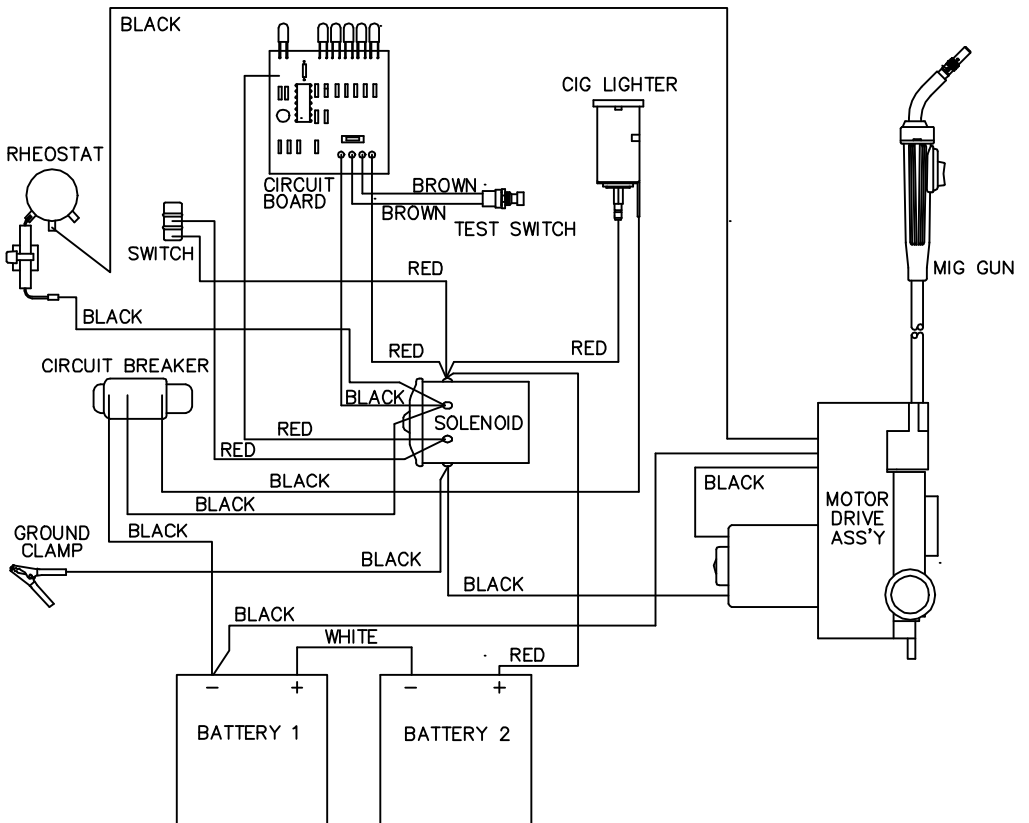 BLACK
CIG LIGHTER
RHEOSTAT
CIRCUIT
BOARD
BROWN
BROWN
TEST SWITCH
SWITCH
RED
MIG GUN
BLACK
RED
RED
CIRCUIT BREAKER
BLACK
SOLENOID
RED
RED
BLACK
BLACK
BLACK
MOTOR
DRIVE
ASS'Y
BLACK
GROUND
CLAMP
BLACK
BLACK
BLACK
WHITE
RED
− +
− +
BATTERY 1
BATTERY 2